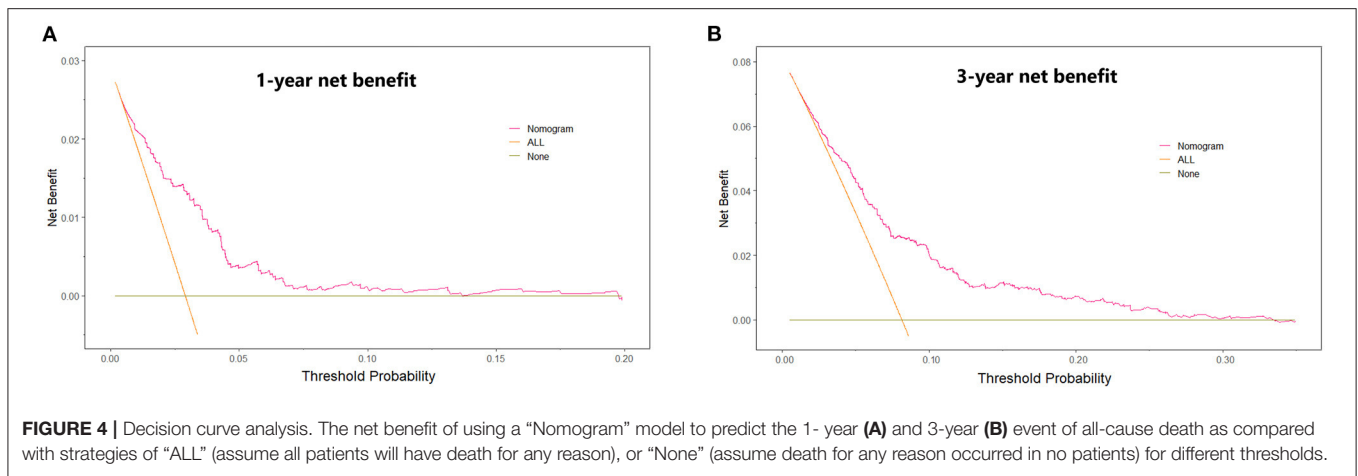 A
1-year net benefit
0.03
0.02
0.01
0.00
Net Benefit
Nomogram
ALL
None
0.00 0.05 0.10 0.15 0.20
Threshold Probability
B
3-year net benefit
0.08
0.06
0.04
0.02
0.00
Net Benefit
Nomogram
ALL
None
0.00 0.10 0.20 0.30
Threshold Probability
FIGURE 4 | Decision curve analysis. The net benefit of using a “Nomogram” model to predict the 1- year (A) and 3-year (B) event of all-cause death as compared
with strategies of “ALL” (assume all patients will have death for any reason), or “None” (assume death for any reason occurred in no patients) for different thresholds.